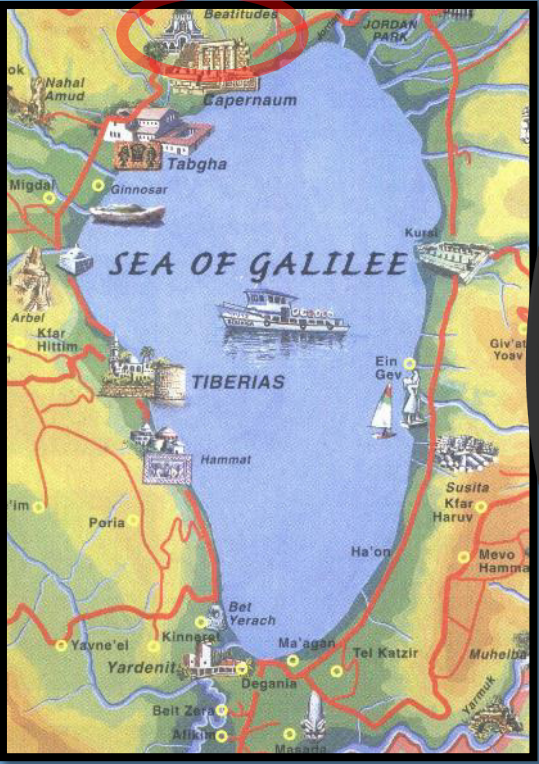 Beatitudes
JORDAN
PARK
Capernaum
Nahal
Amud
Tabgha
Migdal
Ginnosar
Kursi
SEA OF GALILEE
Arbel
Kfar
Hittim
Giv'at
Yoav
Ein
Gev
TIBERIAS
Hammat
Susita
Kfar
Haruv
Poria
Ha'on
Mevo
Hamma
Bet
Yerach
Kinneret
Yavne'el
Ma'agan
Tel Katzir
Yardenit
Degania
Beit Zera
Afikim
Masada
Yarmuk